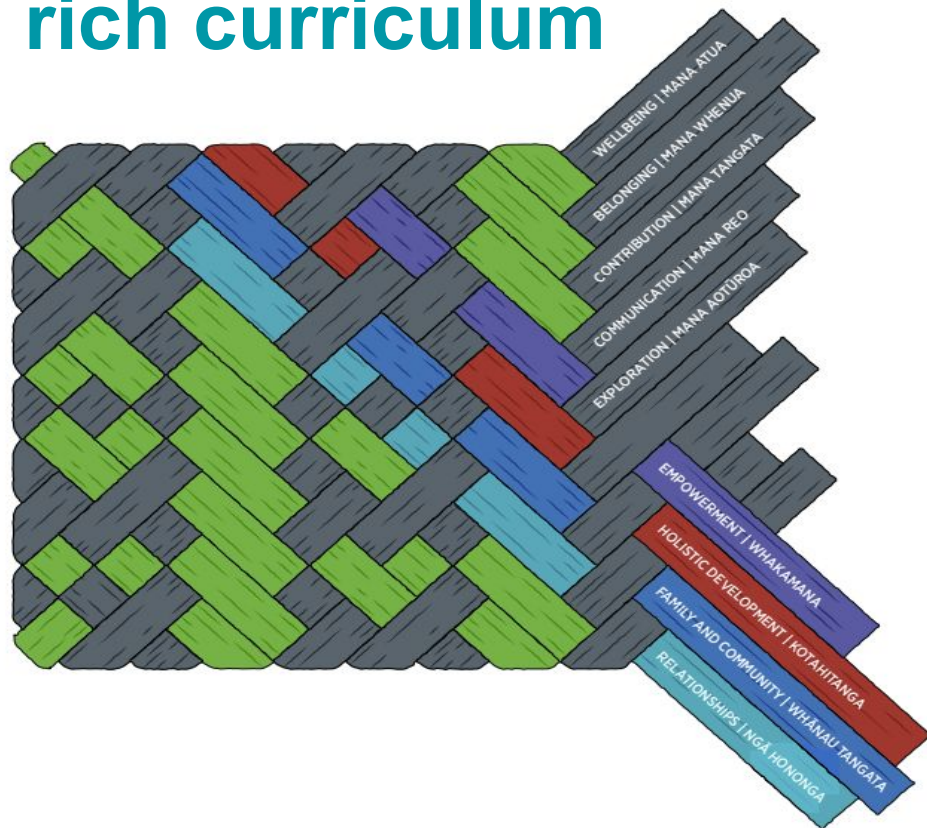 rich curriculum
WELLBEING | MANA ATUA
BELONGING | MANA WHENUA
CONTRIBUTION | MANA TANGATA
COMMUNICATION | MANA REO
EXPLORATION | MANA AOTŪROA
EMPOWERMENT | WHAKAMANA
HOLISTIC DEVELOPMENT | KOTAHITANGA
FAMILY AND COMMUNITY | WHĀNAU TANGATA
RELATIONSHIPS | NGĀ HONONGA